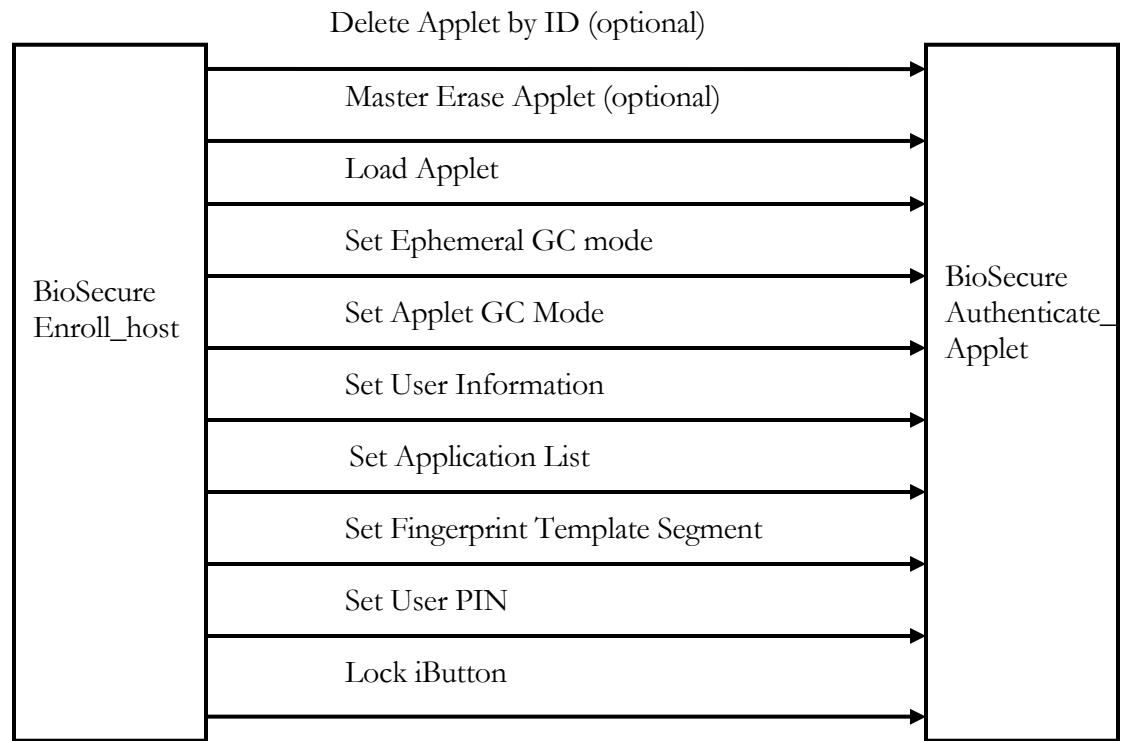 Delete Applet by ID (optional)
Master Erase Applet (optional)
Load Applet
Set Ephemeral GC mode
BioSecure
Enroll_host
BioSecure
Authenticate_
Applet
Set Applet GC Mode
Set User Information
Set Application List
Set Fingerprint Template Segment
Set User PIN
Lock iButton